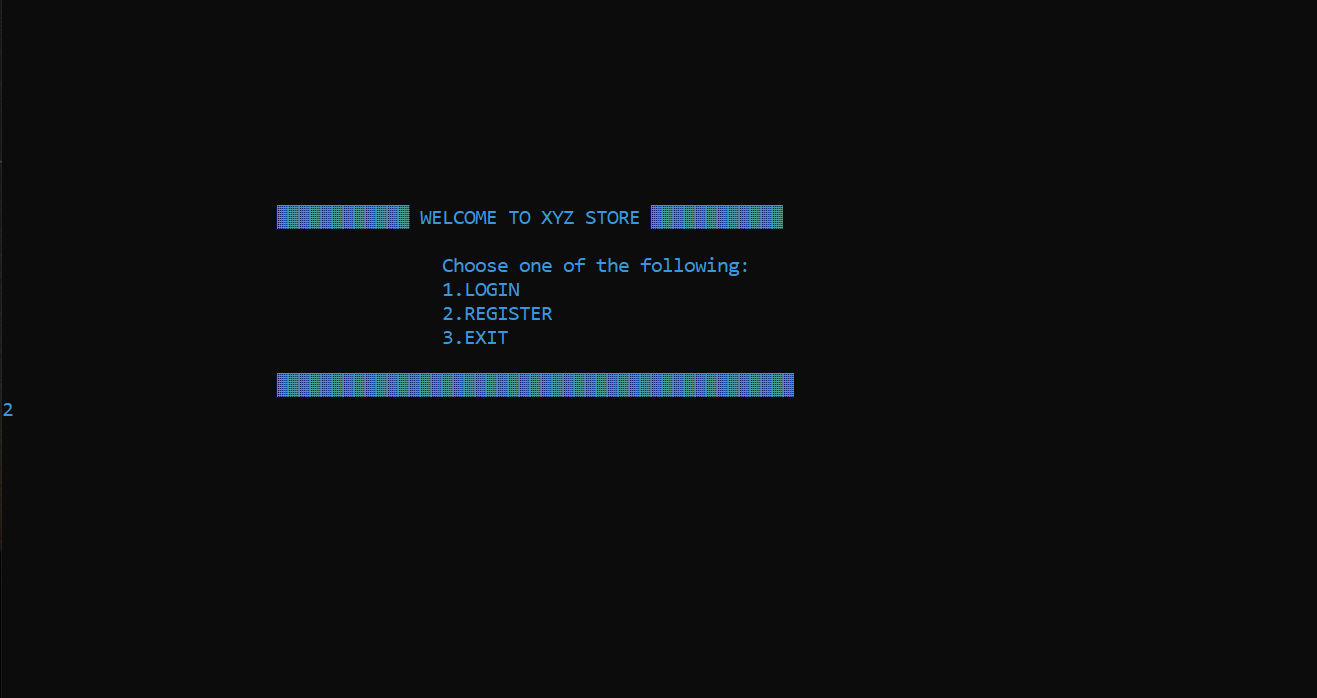 WELCOME TO XYZ STORE
Choose one of the following:
1.LOGIN
2.REGISTER
3.EXIT
2